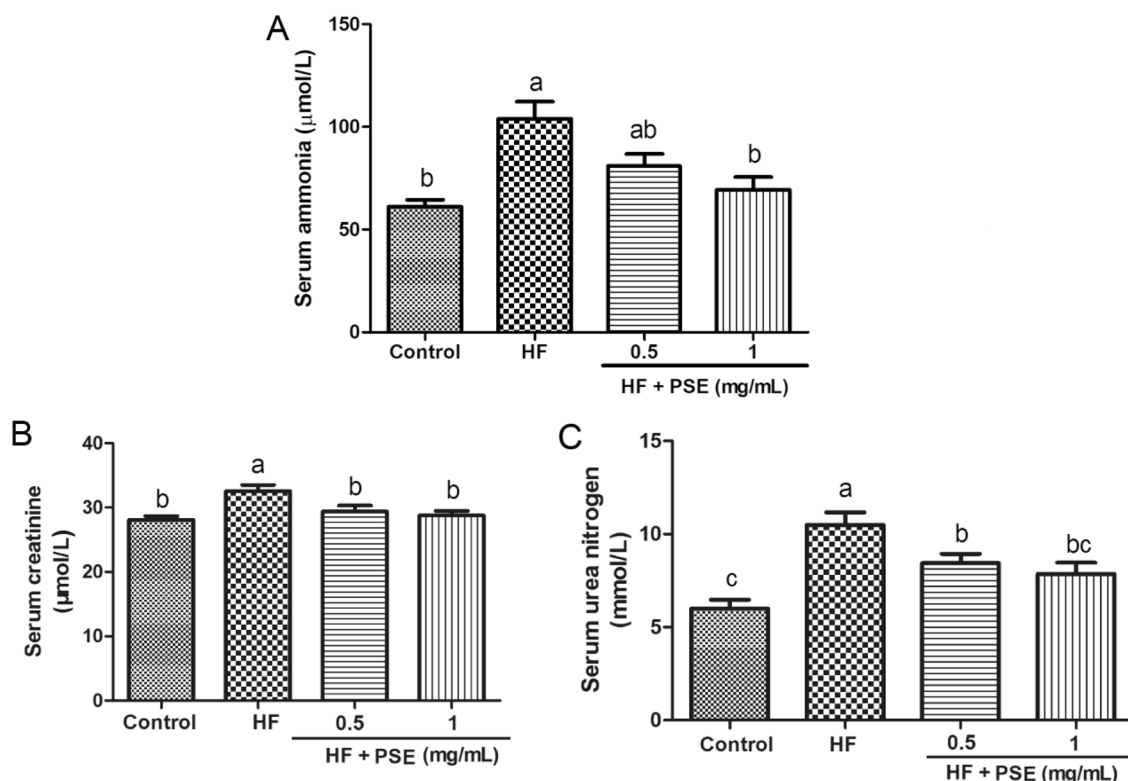 A
Serum ammonia (μmol/L)
150
100
50
0
b
a
ab
b
Control
HF
0.5
1
HF + PSE (mg/mL)
B
Serum creatinine
(μmol/L)
40
30
20
10
0
b
a
b
b
Control
HF
0.5
1
HF + PSE (mg/mL)
C
Serum urea nitrogen
(mmol/L)
15
10
5
0
c
a
b
bc
Control
HF
0.5
1
HF + PSE (mg/mL)